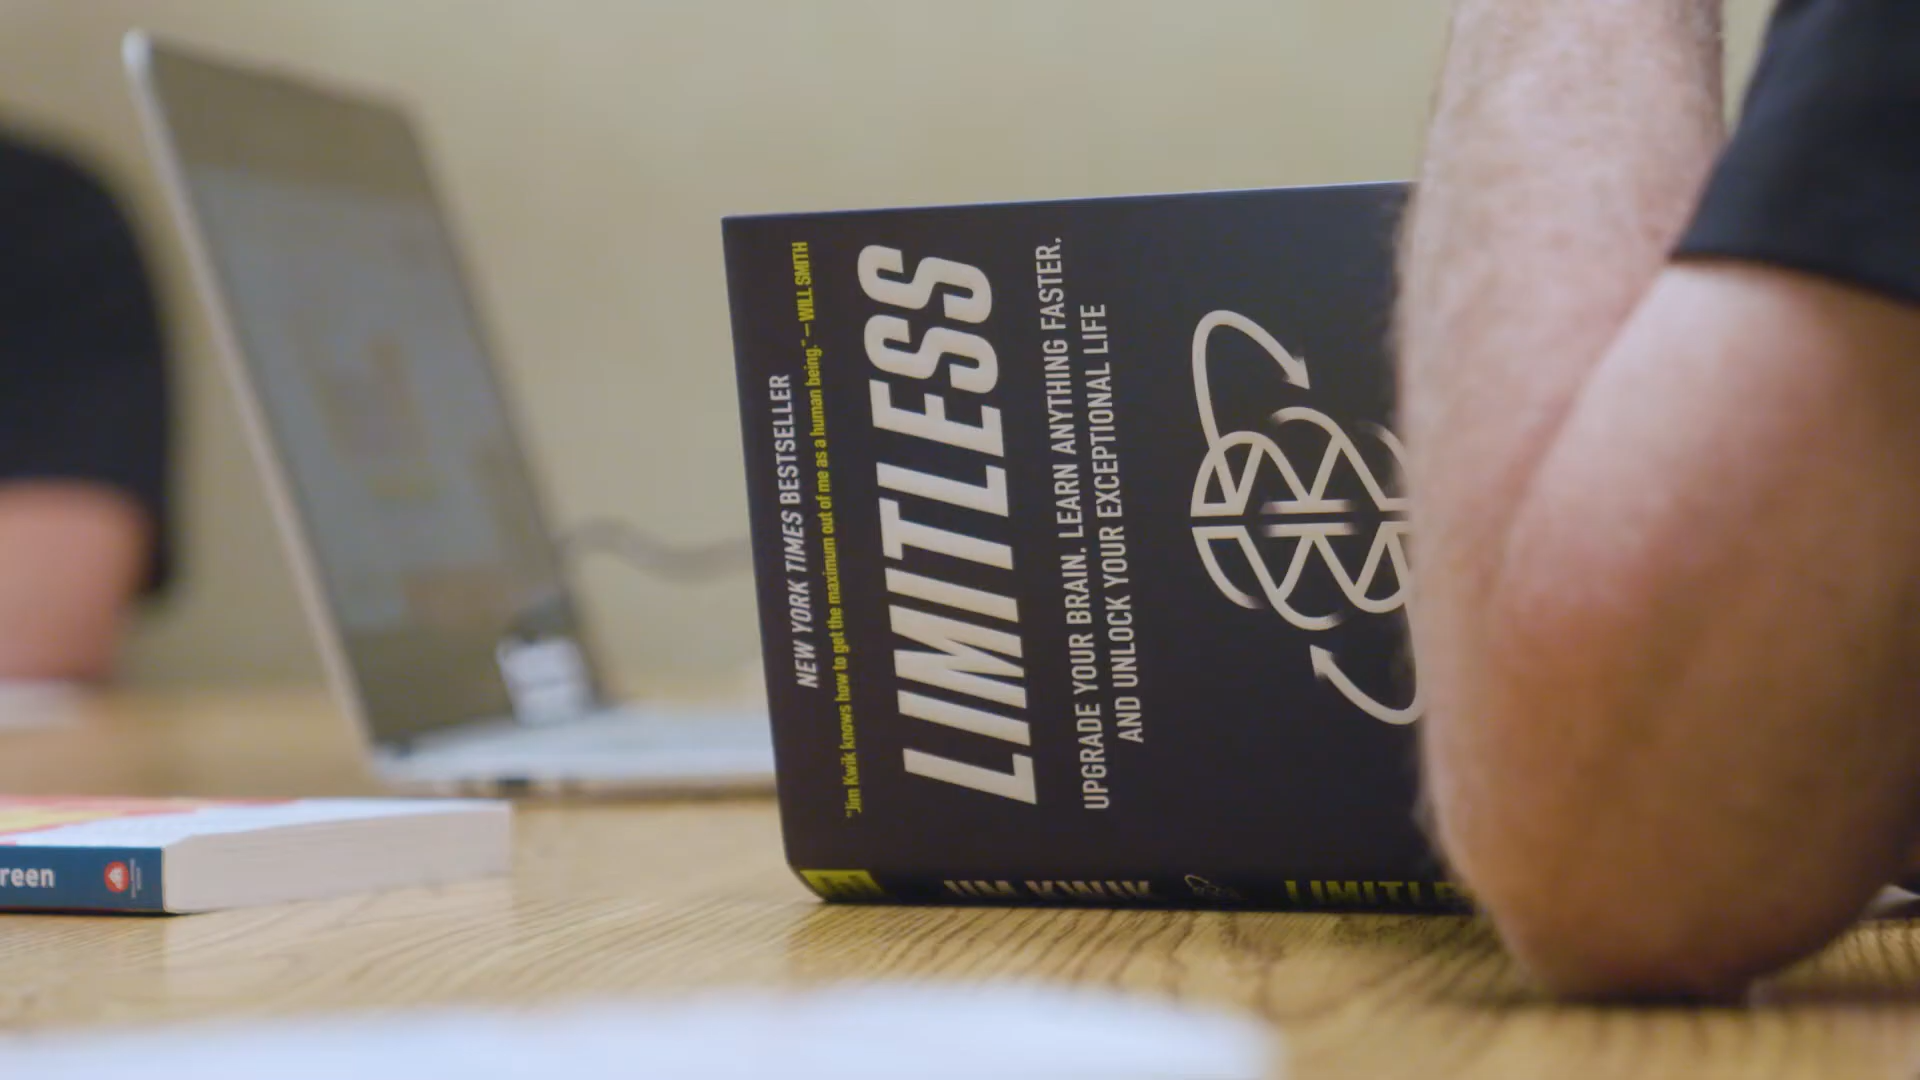 NEW YORK TIMES BESTSELLER
"Jim Kwik knows how to get the maximum out of me as a human being." — WILL SMITH
LIMITLESS
UPGRADE YOUR BRAIN, LEARN ANYTHING FASTER,
AND UNLOCK YOUR EXCEPTIONAL LIFE
JIM KWIK
LIMITLE
reen